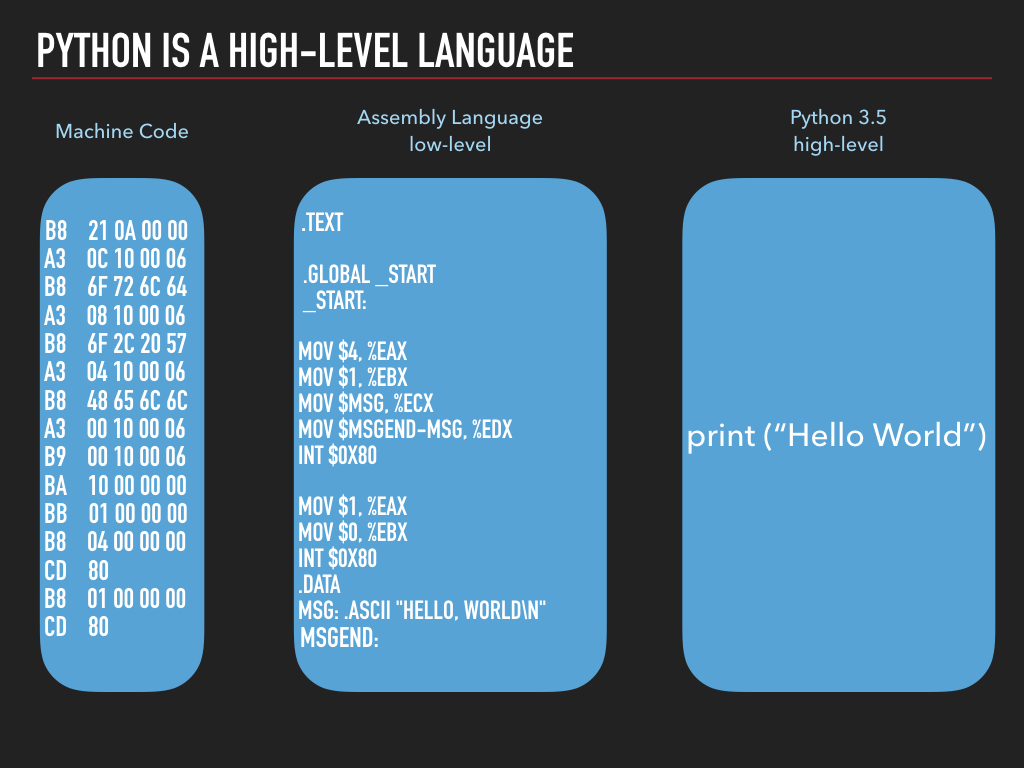 PYTHON IS A HIGH-LEVEL LANGUAGE
Machine Code
B8 21 0A 00 00
A3 0C 10 00 06
B8 6F 72 6C 64
A3 08 10 00 06
B8 6F 2C 20 57
A3 04 10 00 06
B8 48 65 6C 6C
A3 00 10 00 06
B9 00 10 00 06
BA 10 00 00 00
BB 01 00 00 00
B8 04 00 00 00
CD 80
B8 01 00 00 00
CD 80
Assembly Language
low-level
.TEXT
.GLOBAL _START
_START:
MOV $4, %EAX
MOV $1, %EBX
MOV $MSG, %ECX
MOV $MSGEND-MSG, %EDX
INT $0X80
MOV $1, %EAX
MOV $0, %EBX
INT $0X80
.DATA
MSG: .ASCII "HELLO, WORLD\N"
MSGEND:
Python 3.5
high-level
print (“Hello World”)